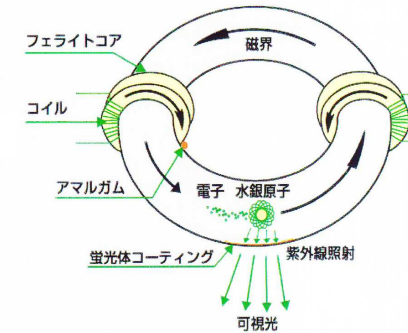 フェライトコア
磁界
コイル
アマルガム
電子 水銀原子
蛍光体コーティング
紫外線照射
可視光